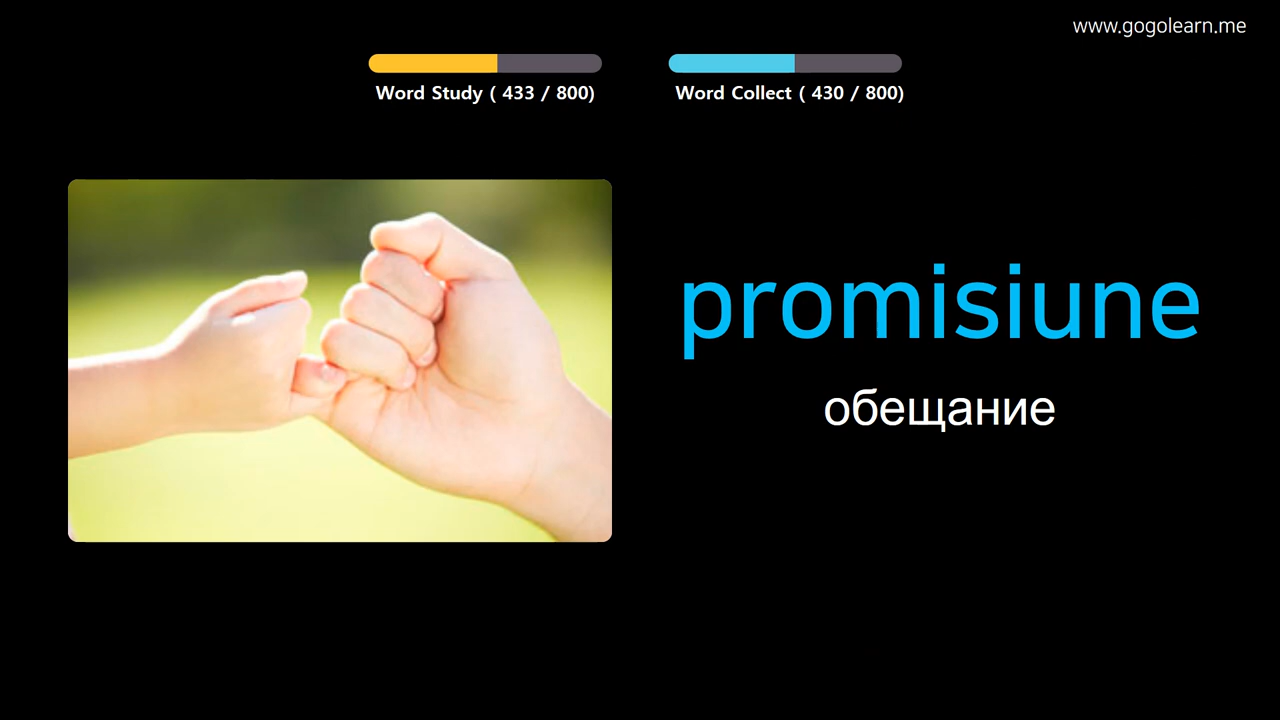 www.gogolearn.me
Word Study ( 433 / 800)
Word Collect ( 430 / 800)
promisiune
обещание